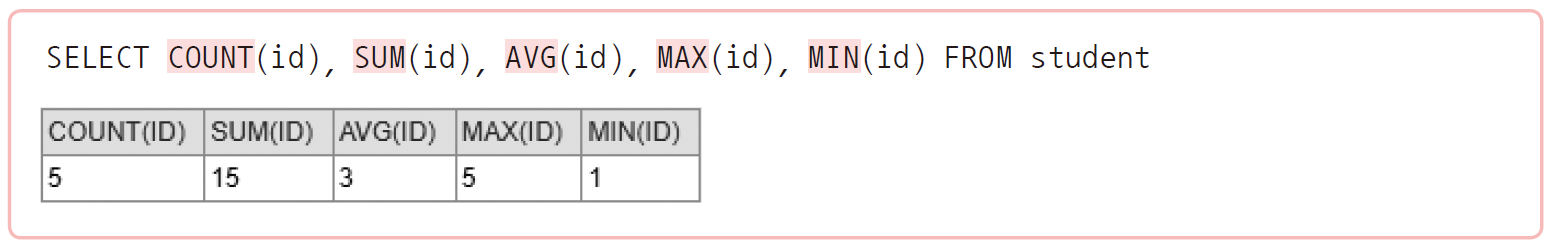 SELECT COUNT(id), SUM(id), AVG(id), MAX(id), MIN(id) FROM student
COUNT(ID) SUM(ID) AVG(ID) MAX(ID) MIN(ID)
5 15 3 5 1